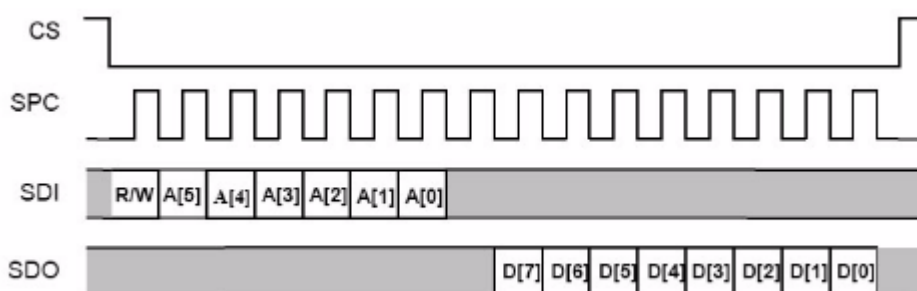 CS
SPC
SDI R/W A[5] A[4] A[3] A[2] A[1] A[0]
SDO D[7] D[6] D[5] D[4] D[3] D[2] D[1] D[0]